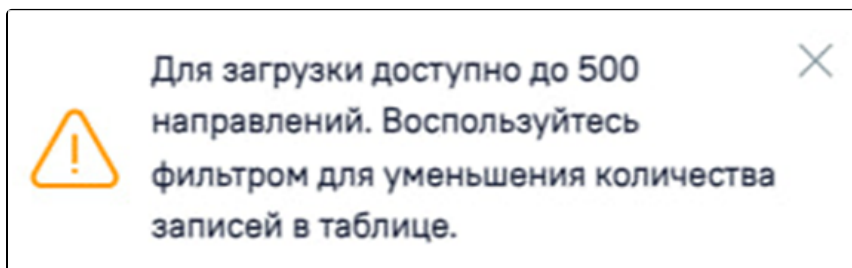 Для загрузки доступно до 500
направлений. Воспользуйтесь
фильтром для уменьшения количества
записей в таблице.